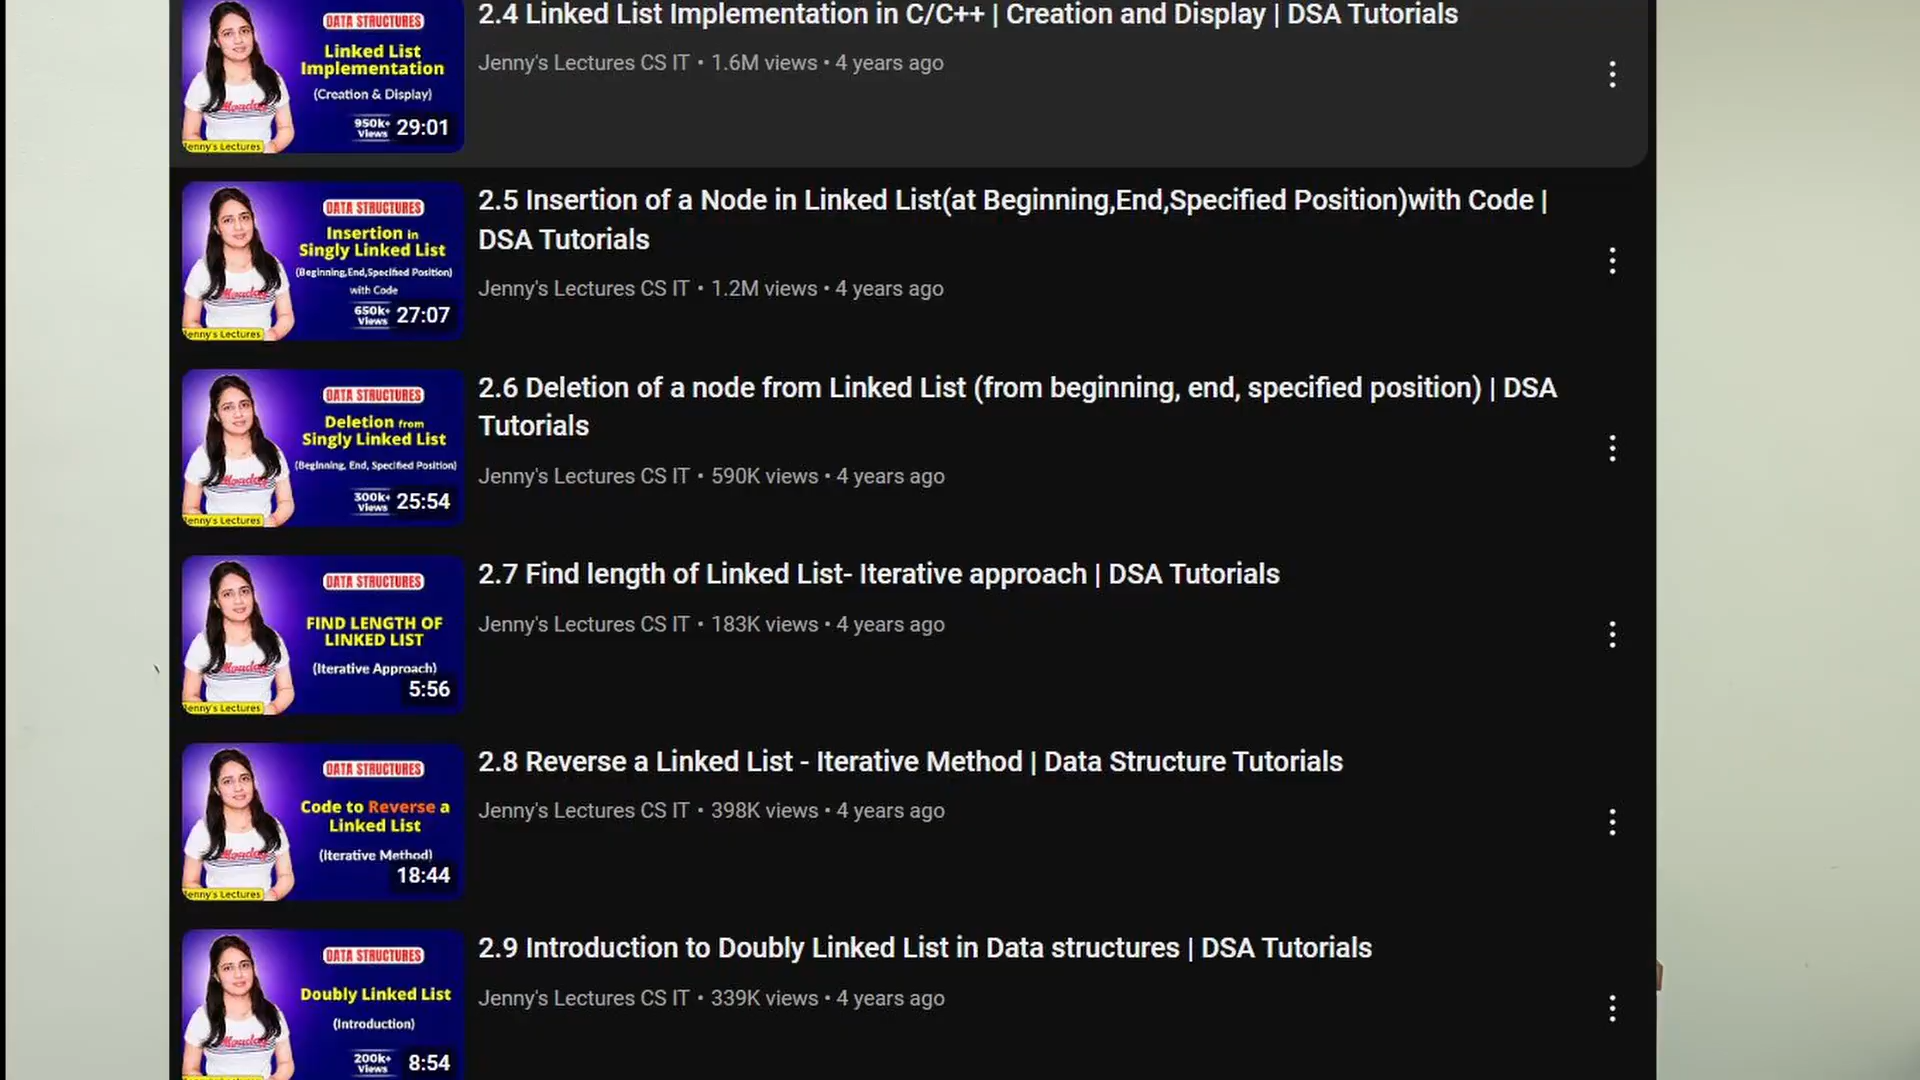 DATA STRUCTURES
Linked List
Implementation
(Creation & Display)
950k+
Views
29:01
Jenny's Lectures
2.4 Linked List Implementation in C/C++ | Creation and Display | DSA Tutorials
Jenny's Lectures CS IT • 1.6M views • 4 years ago
DATA STRUCTURES
Insertion in
Singly Linked List
(Beginning,End,Specified Position)
with Code
650k+
Views
27:07
Jenny's Lectures
2.5 Insertion of a Node in Linked List(at Beginning,End,Specified Position)with Code |
DSA Tutorials
Jenny's Lectures CS IT • 1.2M views • 4 years ago
DATA STRUCTURES
Deletion from
Singly Linked List
(Beginning, End, Specified Position)
300k+
Views
25:54
Jenny's Lectures
2.6 Deletion of a node from Linked List (from beginning, end, specified position) | DSA
Tutorials
Jenny's Lectures CS IT • 590K views • 4 years ago
DATA STRUCTURES
FIND LENGTH OF
LINKED LIST
(Iterative Approach)
5:56
Jenny's Lectures
2.7 Find length of Linked List- Iterative approach | DSA Tutorials
Jenny's Lectures CS IT • 183K views • 4 years ago
DATA STRUCTURES
Code to Reverse a
Linked List
(Iterative Method)
18:44
Jenny's Lectures
2.8 Reverse a Linked List - Iterative Method | Data Structure Tutorials
Jenny's Lectures CS IT • 398K views • 4 years ago
DATA STRUCTURES
Doubly Linked List
(Introduction)
200k+
Views
8:54
2.9 Introduction to Doubly Linked List in Data structures | DSA Tutorials
Jenny's Lectures CS IT • 339K views • 4 years ago